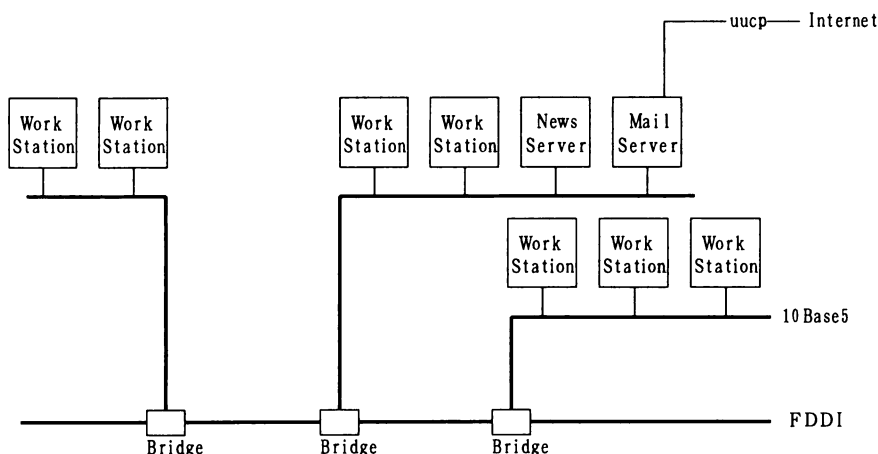 uucp Internet
Work Station
Work Station
Work Station
Work Station
News Server
Mail Server
Work Station
Work Station
Work Station
10Base5
FDDI
Bridge
Bridge
Bridge